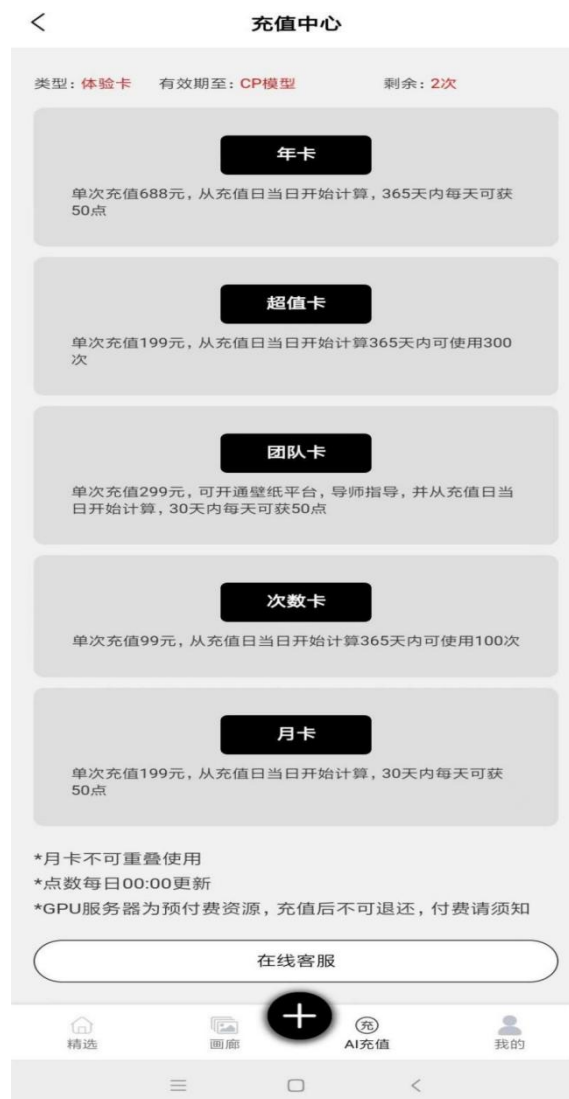 充值中心
类型：体验卡 有效期至：CP模型 剩余：2次
年卡
单次充值688元，从充值日当日开始计算，365天内每天可获
50点
超值卡
单次充值199元，从充值日当日开始计算365天内可使用300
次
团队卡
单次充值299元，可开通壁纸平台，导师指导，并从充值日当
日开始计算，30天内每天可获50点
次数卡
单次充值99元，从充值日当日开始计算365天内可使用100次
月卡
单次充值199元，从充值日当日开始计算，30天内每天可获
50点
*月卡不可重叠使用
*点数每日00:00更新
*GPU服务器为预付费资源，充值后不可退还，付费请须知
在线客服
充
精选 画廊 AI充值 我的